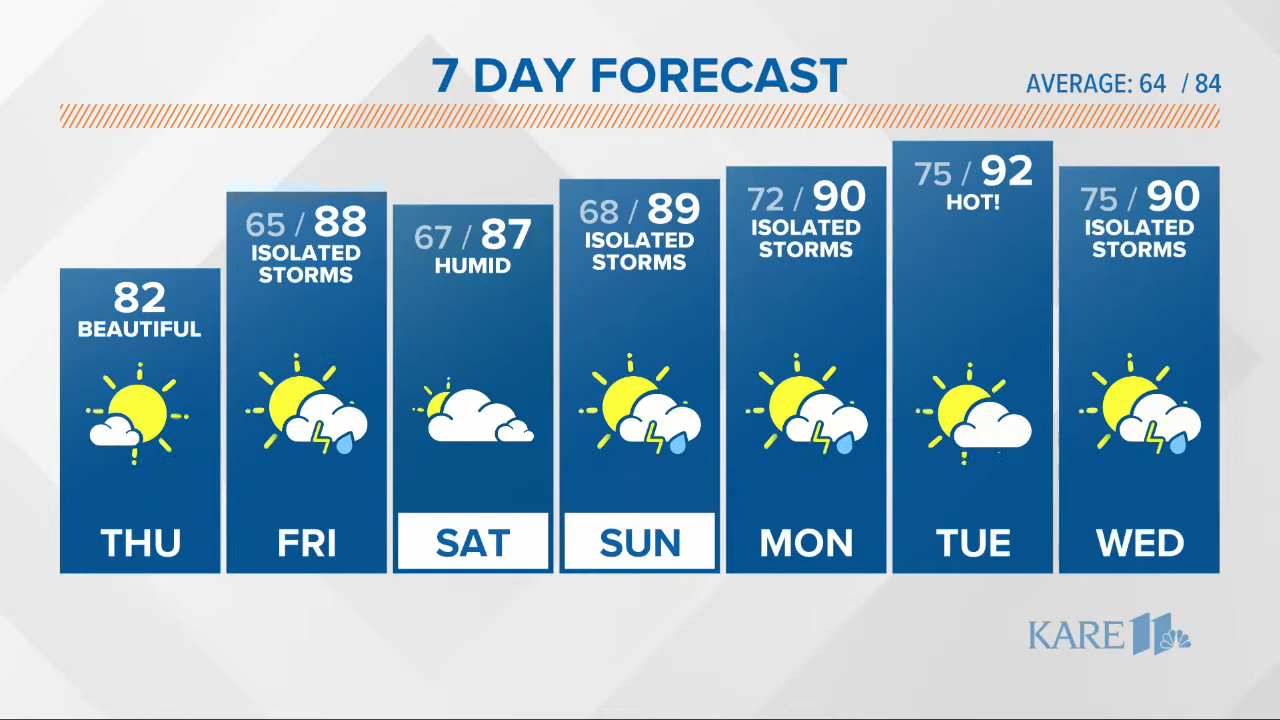 7 DAY FORECAST
AVERAGE: 64 / 84
82
BEAUTIFUL
THU
65 / 88
ISOLATED
STORMS
FRI
67 / 87
HUMID
SAT
68 / 89
ISOLATED
STORMS
SUN
72 / 90
ISOLATED
STORMS
MON
75 / 92
HOT!
TUE
75 / 90
ISOLATED
STORMS
WED
KARE 11